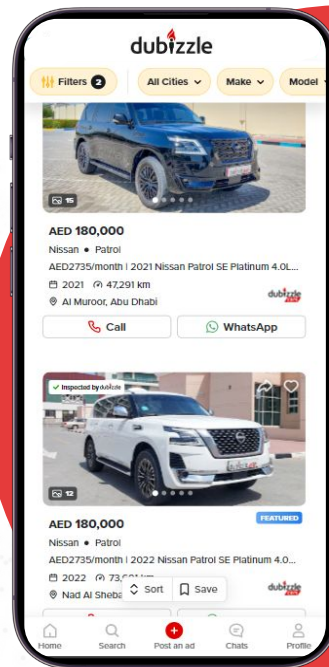 dubizzle
Filters 2 All Cities Make Model
15
AED 180,000
Nissan • Patrol
AED2735/month | 2021 Nissan Patrol SE Platinum 4.0L...
2021 47,291 km
Al Muroor, Abu Dhabi
dubizzle
Call WhatsApp
Inspected by dubizzle
12
AED 180,000
FEATURED
Nissan • Patrol
AED2735/month | 2022 Nissan Patrol SE Platinum 4.0...
2022
Nad Al Sheba
dubizzle
Sort Save
Home Search Post an ad Chats Profile